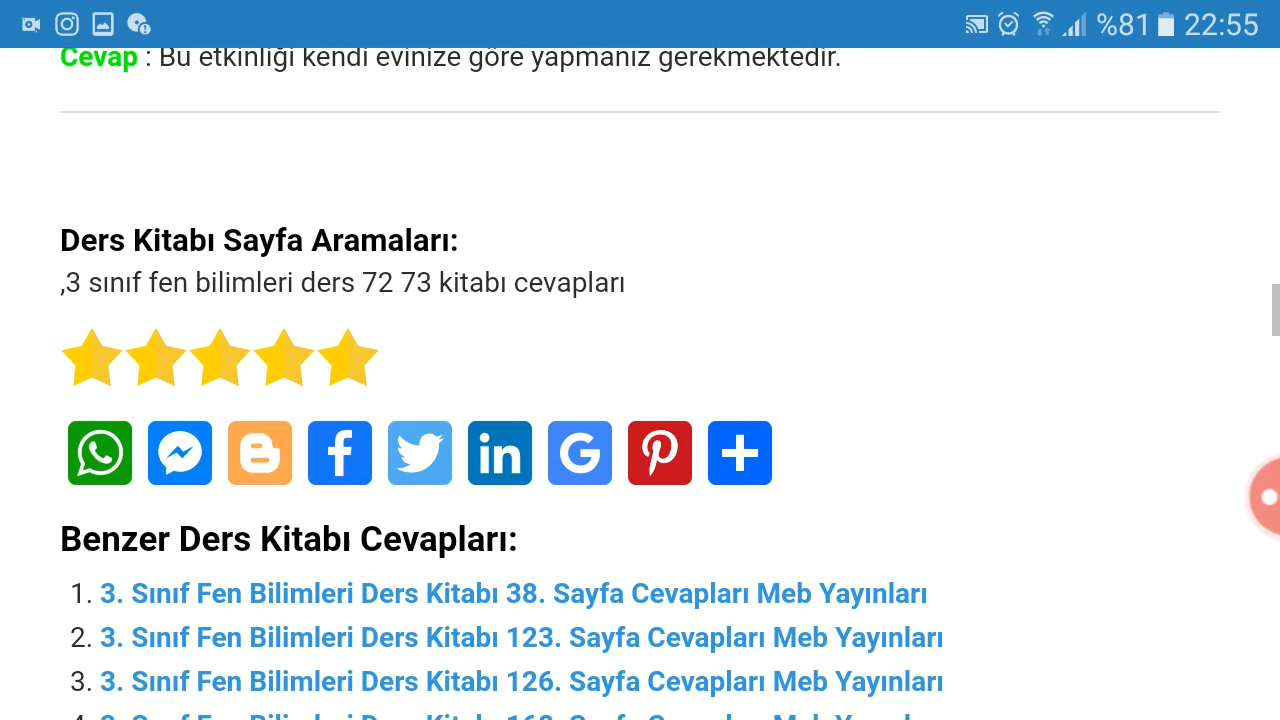 %81 22:55
Cevap : Bu etkinliği kendi evinize göre yapmanız gerekmektedir.
Ders Kitabı Sayfa Aramaları:
,3 sınıf fen bilimleri ders 72 73 kitabı cevapları
Benzer Ders Kitabı Cevapları:
1. 3. Sınıf Fen Bilimleri Ders Kitabı 38. Sayfa Cevapları Meb Yayınları
2. 3. Sınıf Fen Bilimleri Ders Kitabı 123. Sayfa Cevapları Meb Yayınları
3. 3. Sınıf Fen Bilimleri Ders Kitabı 126. Sayfa Cevapları Meb Yayınları